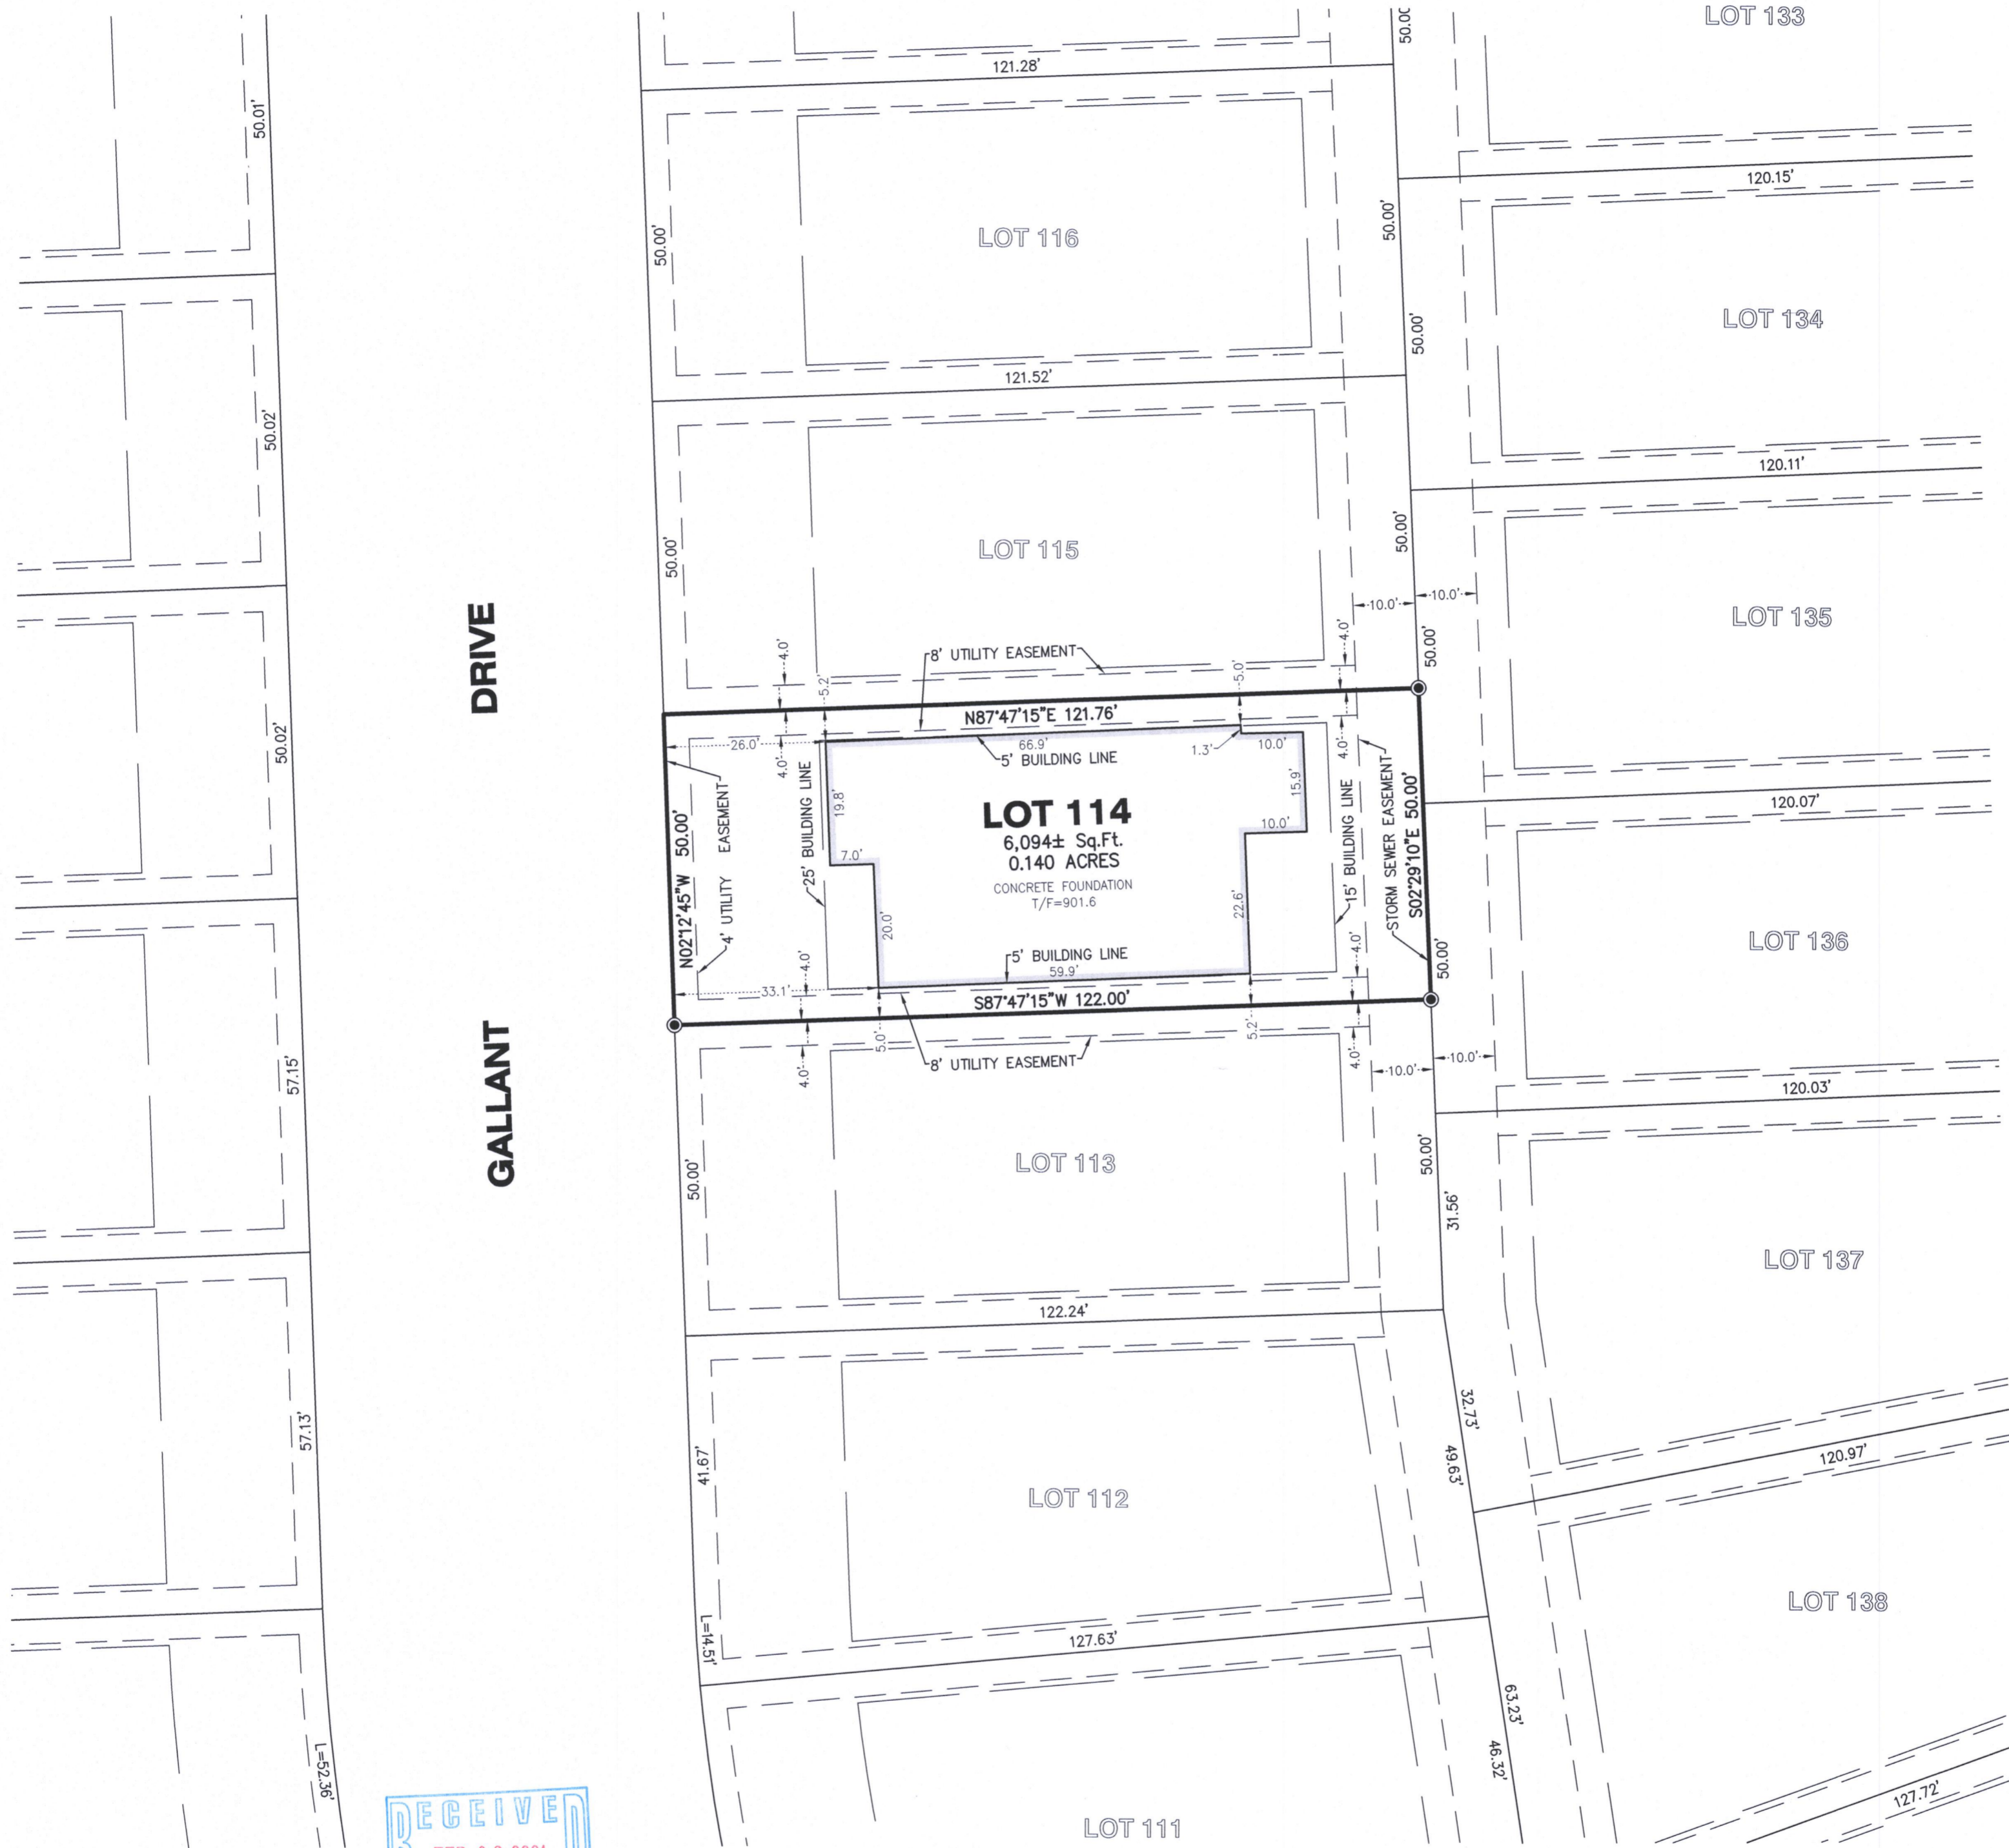 LOT 133
50.01'
121.28'
120.15'
50.00'
LOT 116
50.00'
LOT 134
50.00'
121.52'
50.02'
120.11'
50.00'
LOT 115
50.00'
10.0'
10.0'
LOT 135
DRIVE
8' UTILITY EASEMENT
4.0'
4.0'
50.00'
5.2'
5.0'
N87°47'15"E 121.76'
26.0'
66.9'
1.3'
10.0'
4.0'
4.0'
5' BUILDING LINE
50.02'
19.8'
15.9'
LOT 114
6,094± Sq.Ft.
0.140 ACRES
CONCRETE FOUNDATION
T/F=901.6
120.07'
10.0'
7.0'
N02°12'45"W 50.00'
4' UTILITY EASEMENT
25' BUILDING LINE
15' BUILDING LINE
STORM SEWER EASEMENT
S02°29'10"E 50.00'
20.0'
22.6'
LOT 136
5' BUILDING LINE
59.9'
4.0'
4.0'
50.00'
33.1'
S87°47'15"W 122.00'
5.0'
5.2'
8' UTILITY EASEMENT
4.0'
4.0'
10.0'
10.0'
GALLANT
57.15'
120.03'
50.00'
LOT 113
50.00'
31.56'
LOT 137
122.24'
57.13'
41.67'
32.73'
49.63'
120.97'
LOT 112
LOT 138
L=14.51'
127.63'
63.23'
46.32'
L=52.36'
127.72'
RECEIVED
LOT 111